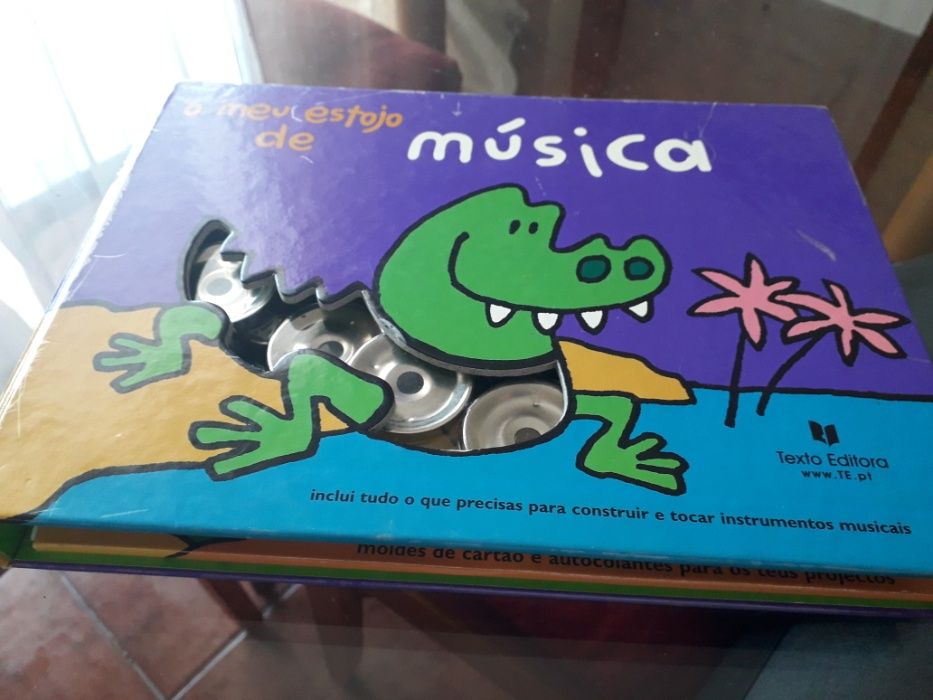 o meu estojo
de música
Texto Editora
www.TE.pt
inclui tudo o que precisas para construir e tocar instrumentos musicais
moldes de cartão e autocolantes para os teus projectos